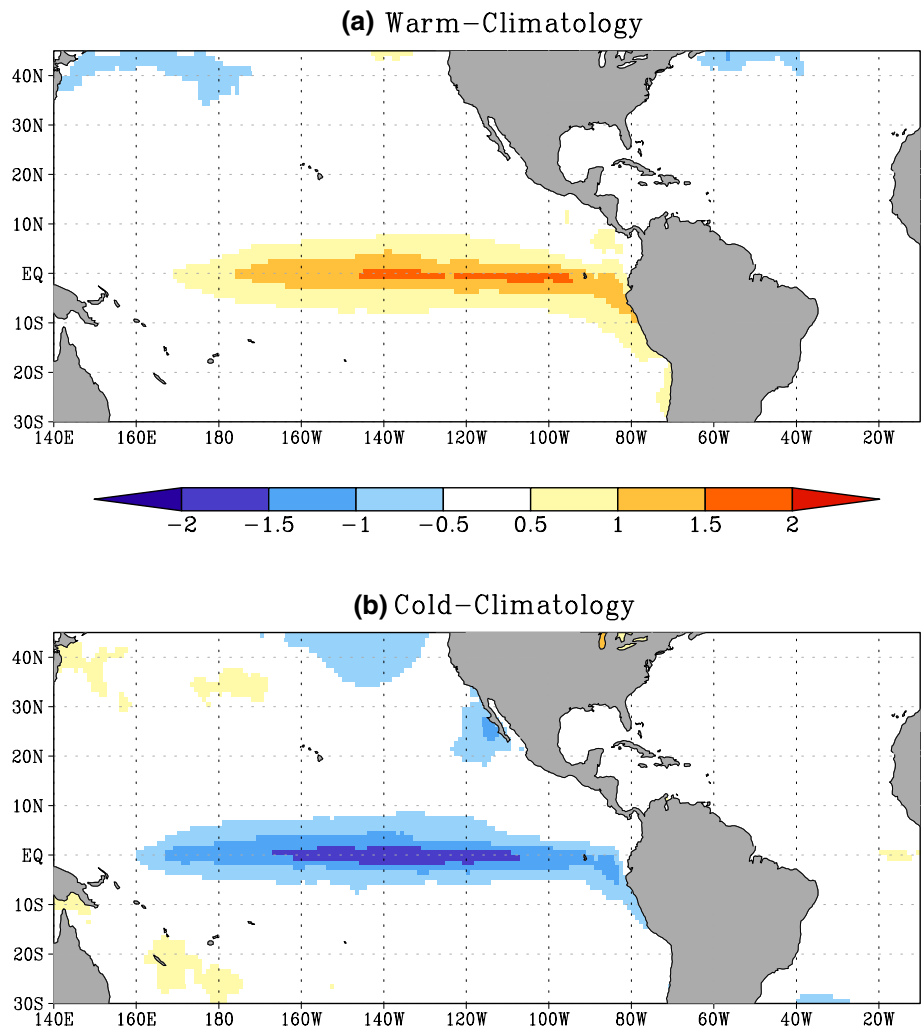 (a) Warm-Climatology
40N
30N
20N
10N
EQ
10S
20S
30S
140E 160E 180 160W 140W 120W 100W 80W 60W 40W 20W
-2 -1.5 -1 -0.5 0.5 1 1.5 2
(b) Cold-Climatology
40N
30N
20N
10N
EQ
10S
20S
30S
140E 160E 180 160W 140W 120W 100W 80W 60W 40W 20W